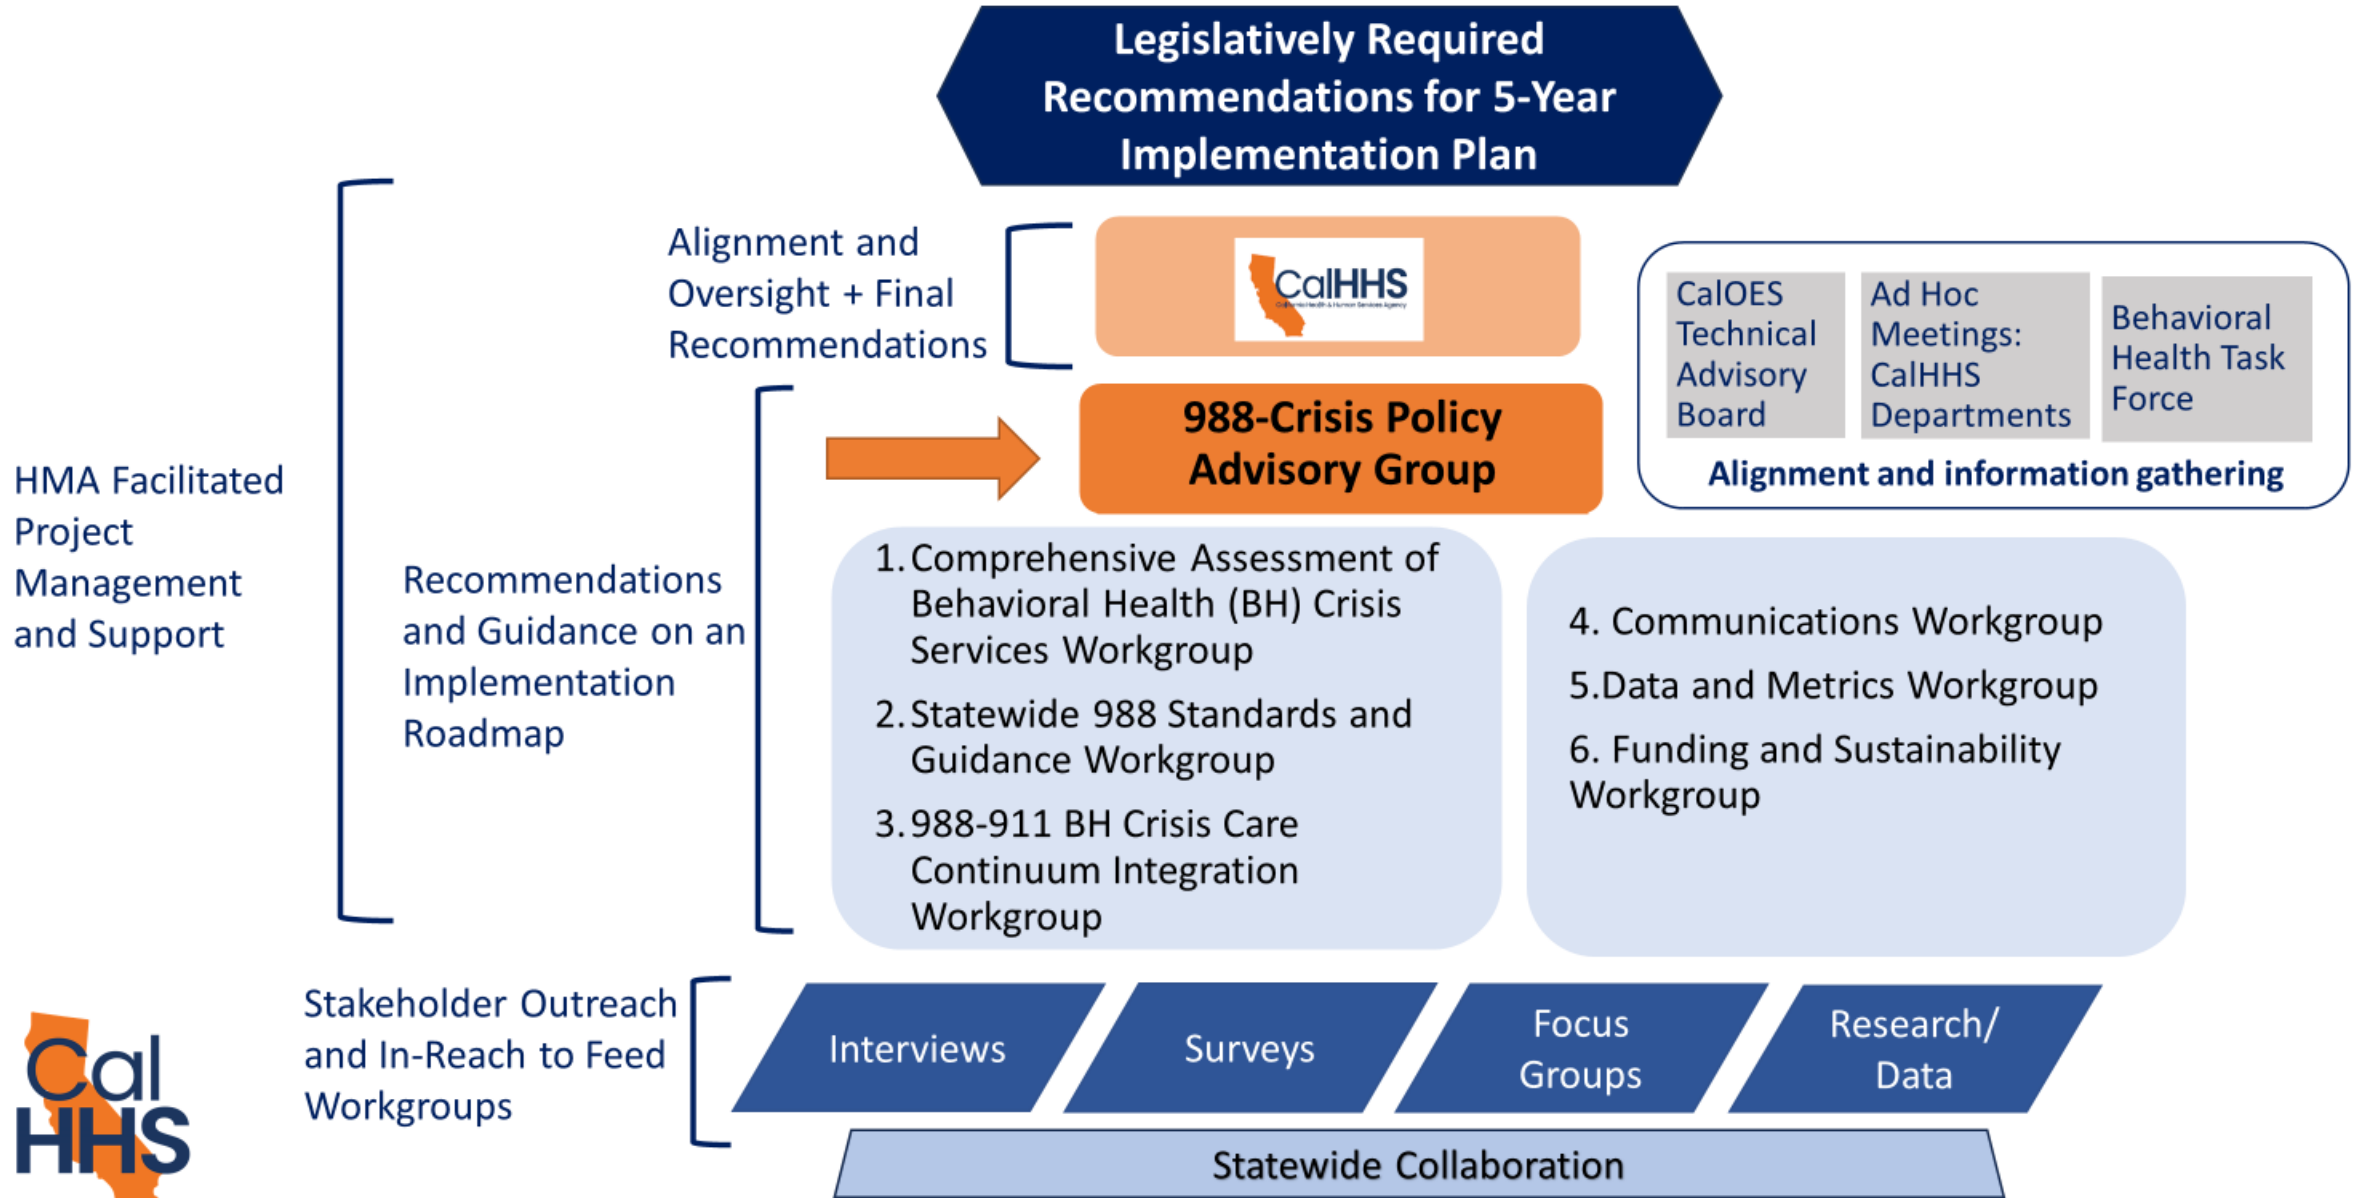 Legislatively Required
Recommendations for 5-Year
Implementation Plan
Alignment and
Oversight + Final
Recommendations
CalHHS
California Health & Human Services Agency
CalOES
Technical
Advisory
Board
Ad Hoc
Meetings:
CalHHS
Departments
Behavioral
Health Task
Force
Alignment and information gathering
988-Crisis Policy
Advisory Group
HMA Facilitated
Project
Management
and Support
Recommendations
and Guidance on an
Implementation
Roadmap
1. Comprehensive Assessment of
Behavioral Health (BH) Crisis
Services Workgroup
2. Statewide 988 Standards and
Guidance Workgroup
3. 988-911 BH Crisis Care
Continuum Integration
Workgroup
4. Communications Workgroup
5.Data and Metrics Workgroup
6. Funding and Sustainability
Workgroup
Stakeholder Outreach
and In-Reach to Feed
Workgroups
Interviews
Surveys
Focus
Groups
Research/
Data
Statewide Collaboration
Cal
HHS